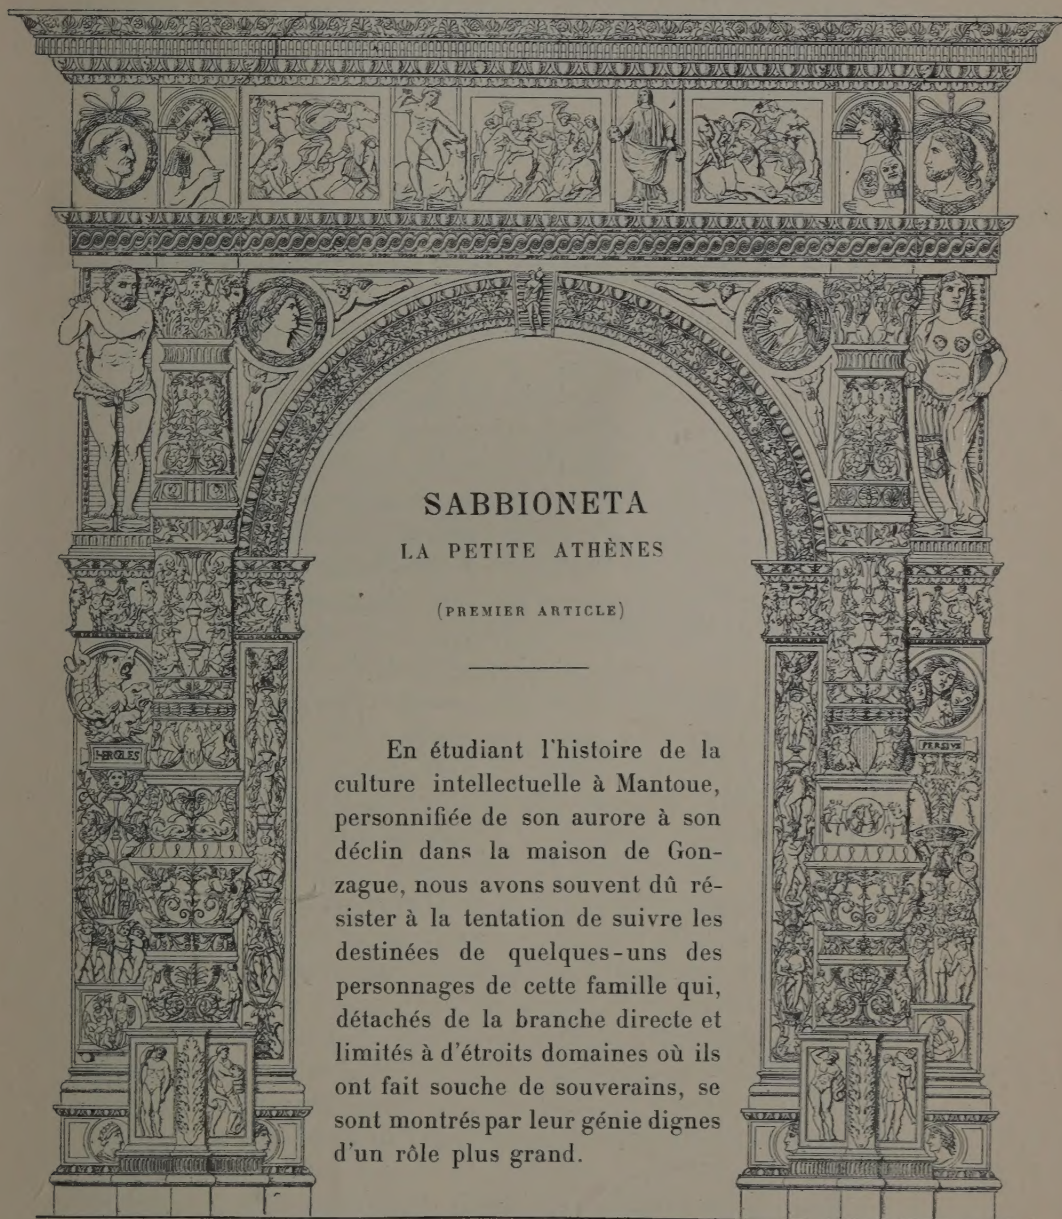 SABBIONETA
LA PETITE ATHÈNES
(PREMIER ARTICLE)
En étudiant l'histoire de la
culture intellectuelle à Mantoue,
personnifiée de son aurore à son
déclin dans la maison de Gon-
zague, nous avons souvent dû ré-
sister à la tentation de suivre les
destinées de quelques-uns des
personnages de cette famille qui,
détachés de la branche directe et
limités à d'étroits domaines où ils
ont fait souche de souverains, se
sont montrés par leur génie dignes
d'un rôle plus grand.